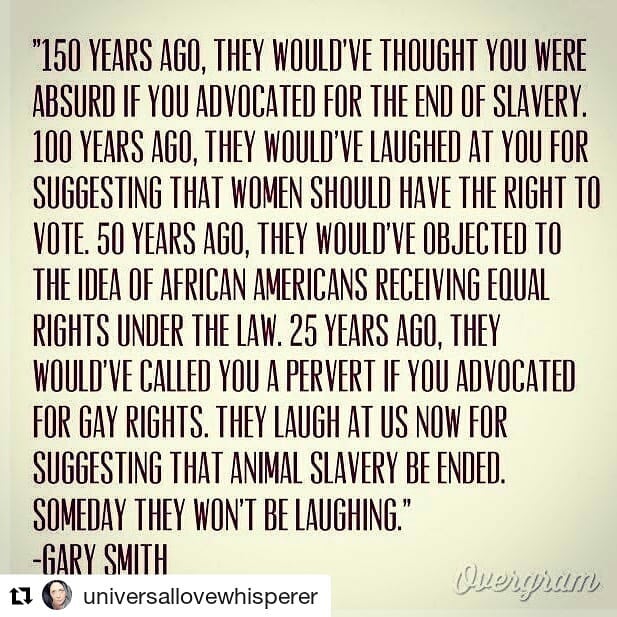 "150 YEARS AGO, THEY WOULD'VE THOUGHT YOU WERE
ABSURD IF YOU ADVOCATED FOR THE END OF SLAVERY.
100 YEARS AGO, THEY WOULD'VE LAUGHED AT YOU FOR
SUGGESTING THAT WOMEN SHOULD HAVE THE RIGHT TO
VOTE. 50 YEARS AGO, THEY WOULD'VE OBJECTED TO
THE IDEA OF AFRICAN AMERICANS RECEIVING EQUAL
RIGHTS UNDER THE LAW. 25 YEARS AGO, THEY
WOULD'VE CALLED YOU A PERVERT IF YOU ADVOCATED
FOR GAY RIGHTS. THEY LAUGH AT US NOW FOR
SUGGESTING THAT ANIMAL SLAVERY BE ENDED.
SOMEDAY THEY WON'T BE LAUGHING."
-GARY SMITH
Overgram
universallovewhisperer